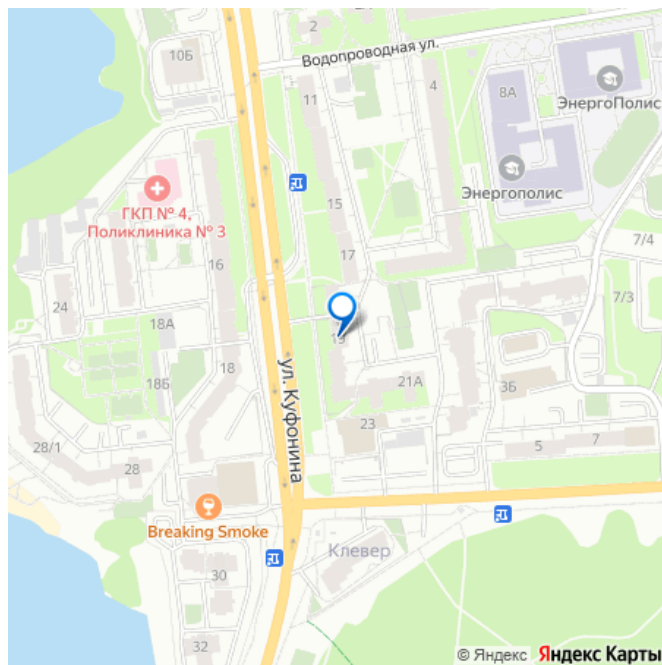 2
10Б
Водопроводная ул.
11
4
8А
ЭнергоПолис
Энергополис
ГКП № 4,
Поликлиника № 3
15
17
16
7/4
7/3
24
18А
19
18
18Б
21А
3Б
23
ул. Куфонина
28/1
28
5
7
Breaking Smoke
Клевер
30
32
© Яндекс Яндекс Карты